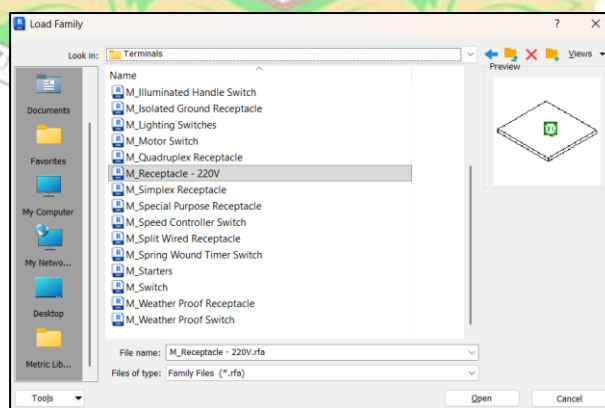 Load Family
Look in:
Terminals
Views
Preview
Name
M_Illuminated Handle Switch
M_Isolated Ground Receptacle
M_Lighting Switches
M_Motor Switch
M_Quadruplex Receptacle
M_Receptacle - 220V
M_Simplex Receptacle
M_Special Purpose Receptacle
M_Speed Controller Switch
M_Split Wired Receptacle
M_Spring Wound Timer Switch
M_Starters
M_Switch
M_Weather Proof Receptacle
M_Weather Proof Switch
Documents
Favorites
My Computer
My Netwo...
Desktop
Metric Lib...
File name:
M_Receptacle - 220V.rfa
Files of type:
Family Files (*.rfa)
Tools
Open
Cancel